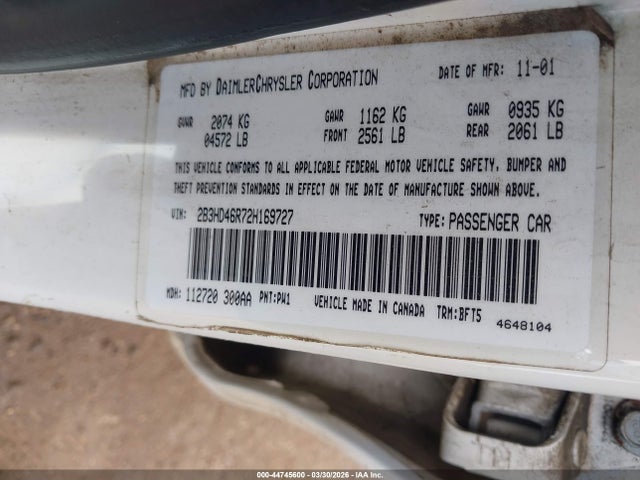 MFD BY DAIMLERCHRYSLER CORPORATION DATE OF MFR: 11-01
GVWR 2074 KG GAWR 1162 KG GAWR 0935 KG
04572 LB FRONT 2561 LB REAR 2061 LB
THIS VEHICLE CONFORMS TO ALL APPLICABLE FEDERAL MOTOR VEHICLE SAFETY, BUMPER AND
THEFT PREVENTION STANDARDS IN EFFECT ON THE DATE OF MANUFACTURE SHOWN ABOVE.
VIN: 2B3HD46R72H169727 TYPE: PASSENGER CAR
MDH: 112720 300AA PNT:PW1 VEHICLE MADE IN CANADA TRM:BFT5
4648104
000-44745600 - 03/30/2026 - IAA Inc.